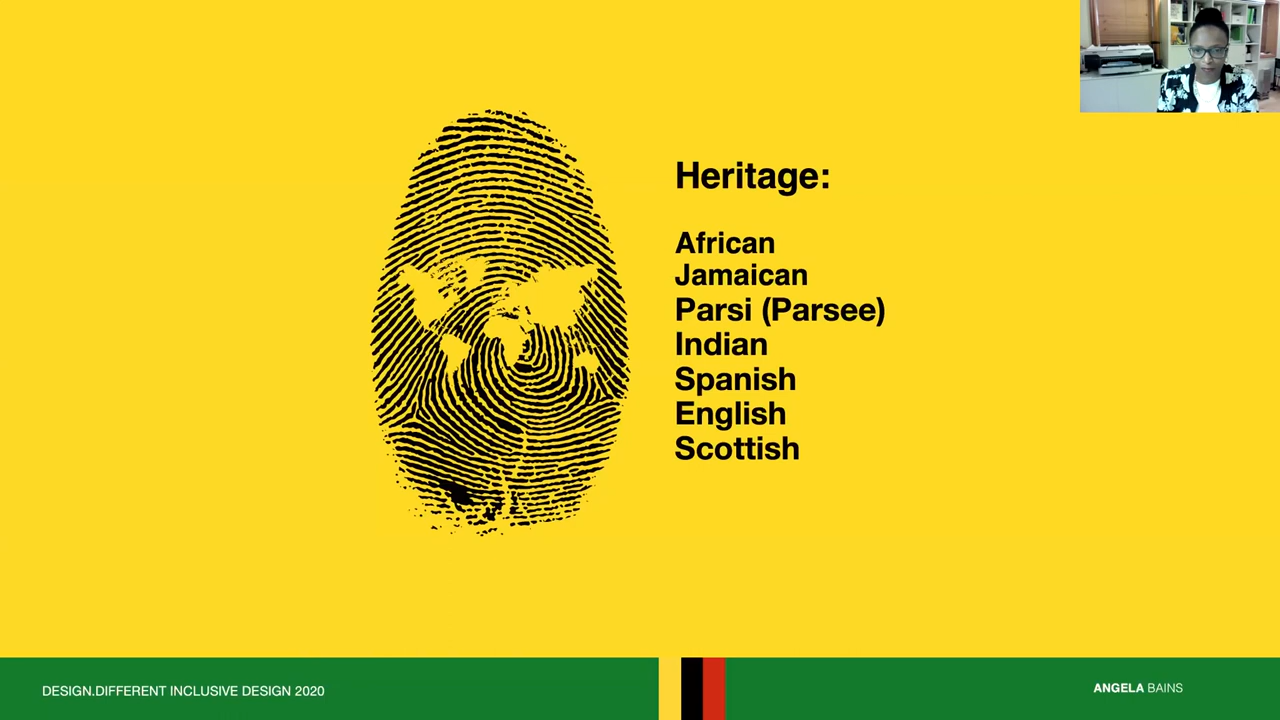 Heritage:
African
Jamaican
Parsi (Parsee)
Indian
Spanish
English
Scottish
DESIGN.DIFFERENT INCLUSIVE DESIGN 2020
ANGELA BAINS